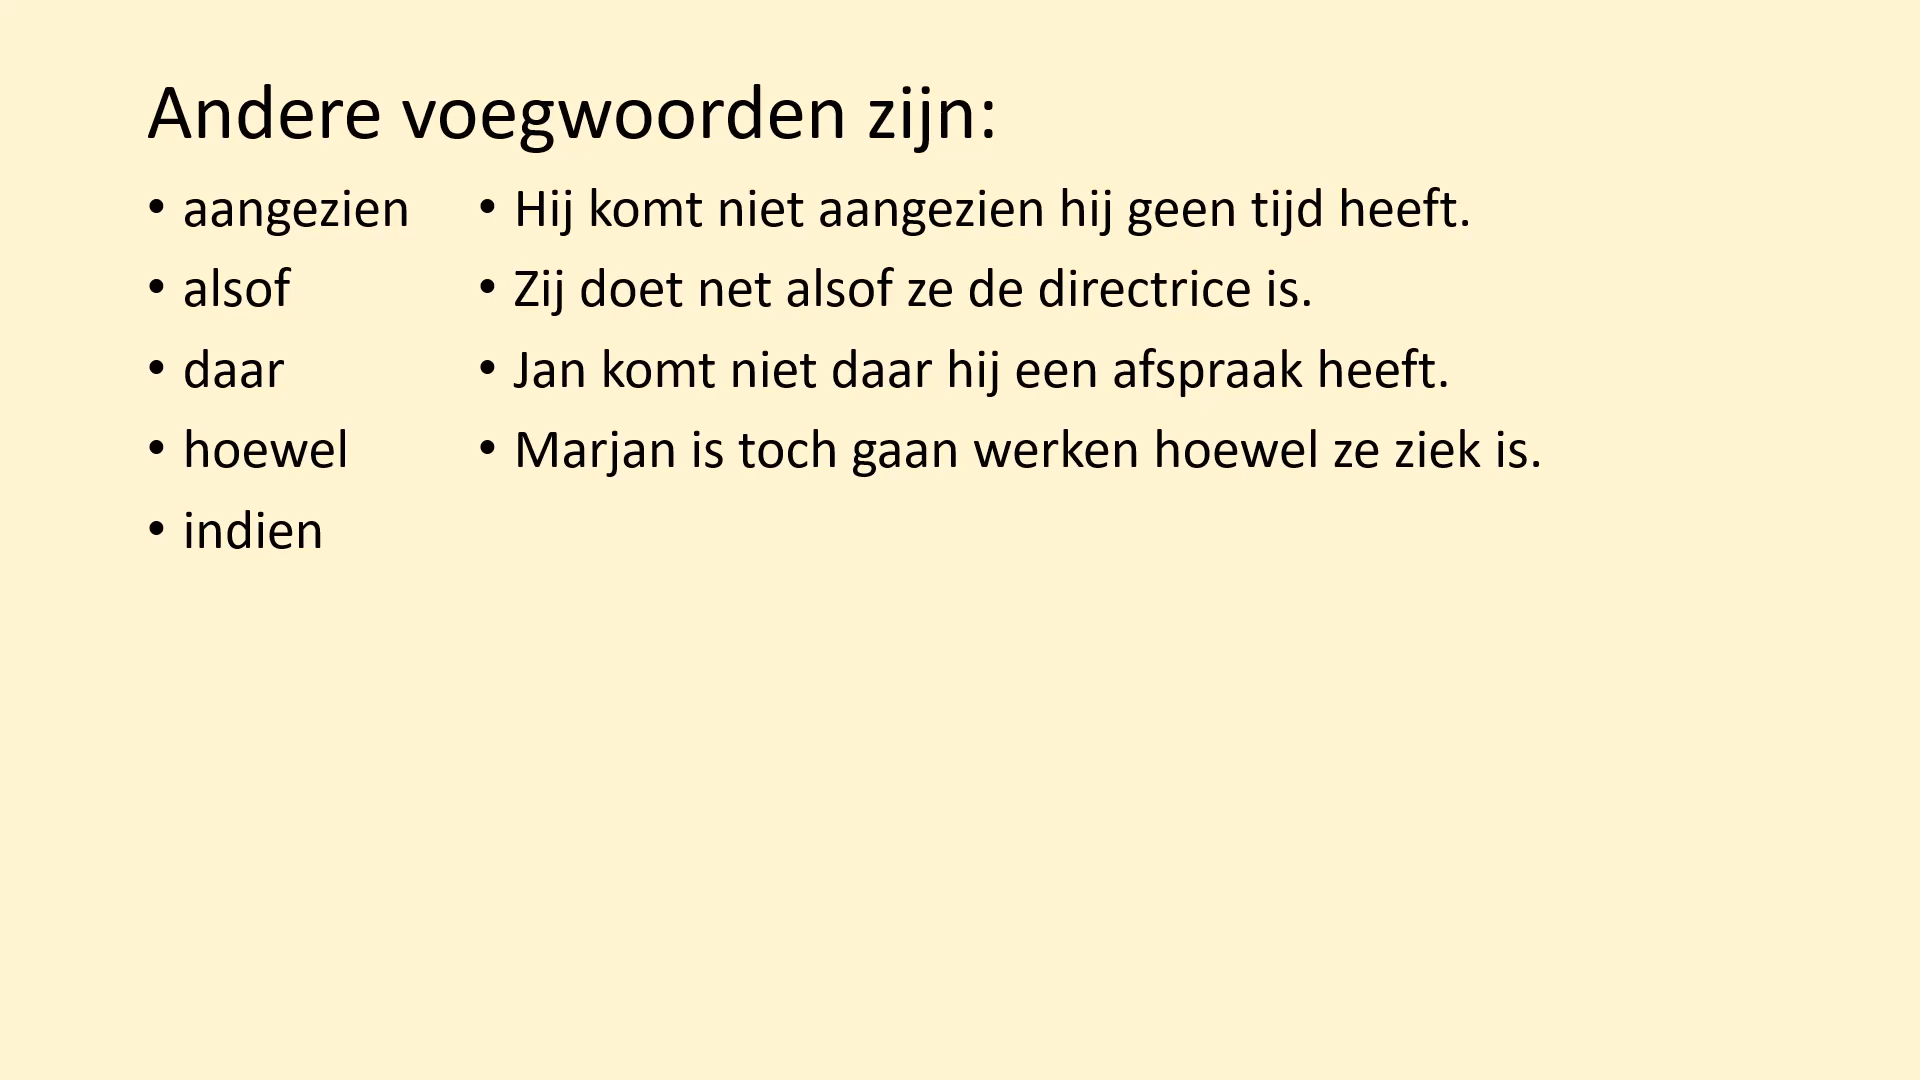 Andere voegwoorden zijn:
• aangezien
• Hij komt niet aangezien hij geen tijd heeft.
• alsof
• Zij doet net alsof ze de directrice is.
• daar
• Jan komt niet daar hij een afspraak heeft.
• hoewel
• Marjan is toch gaan werken hoewel ze ziek is.
• indien